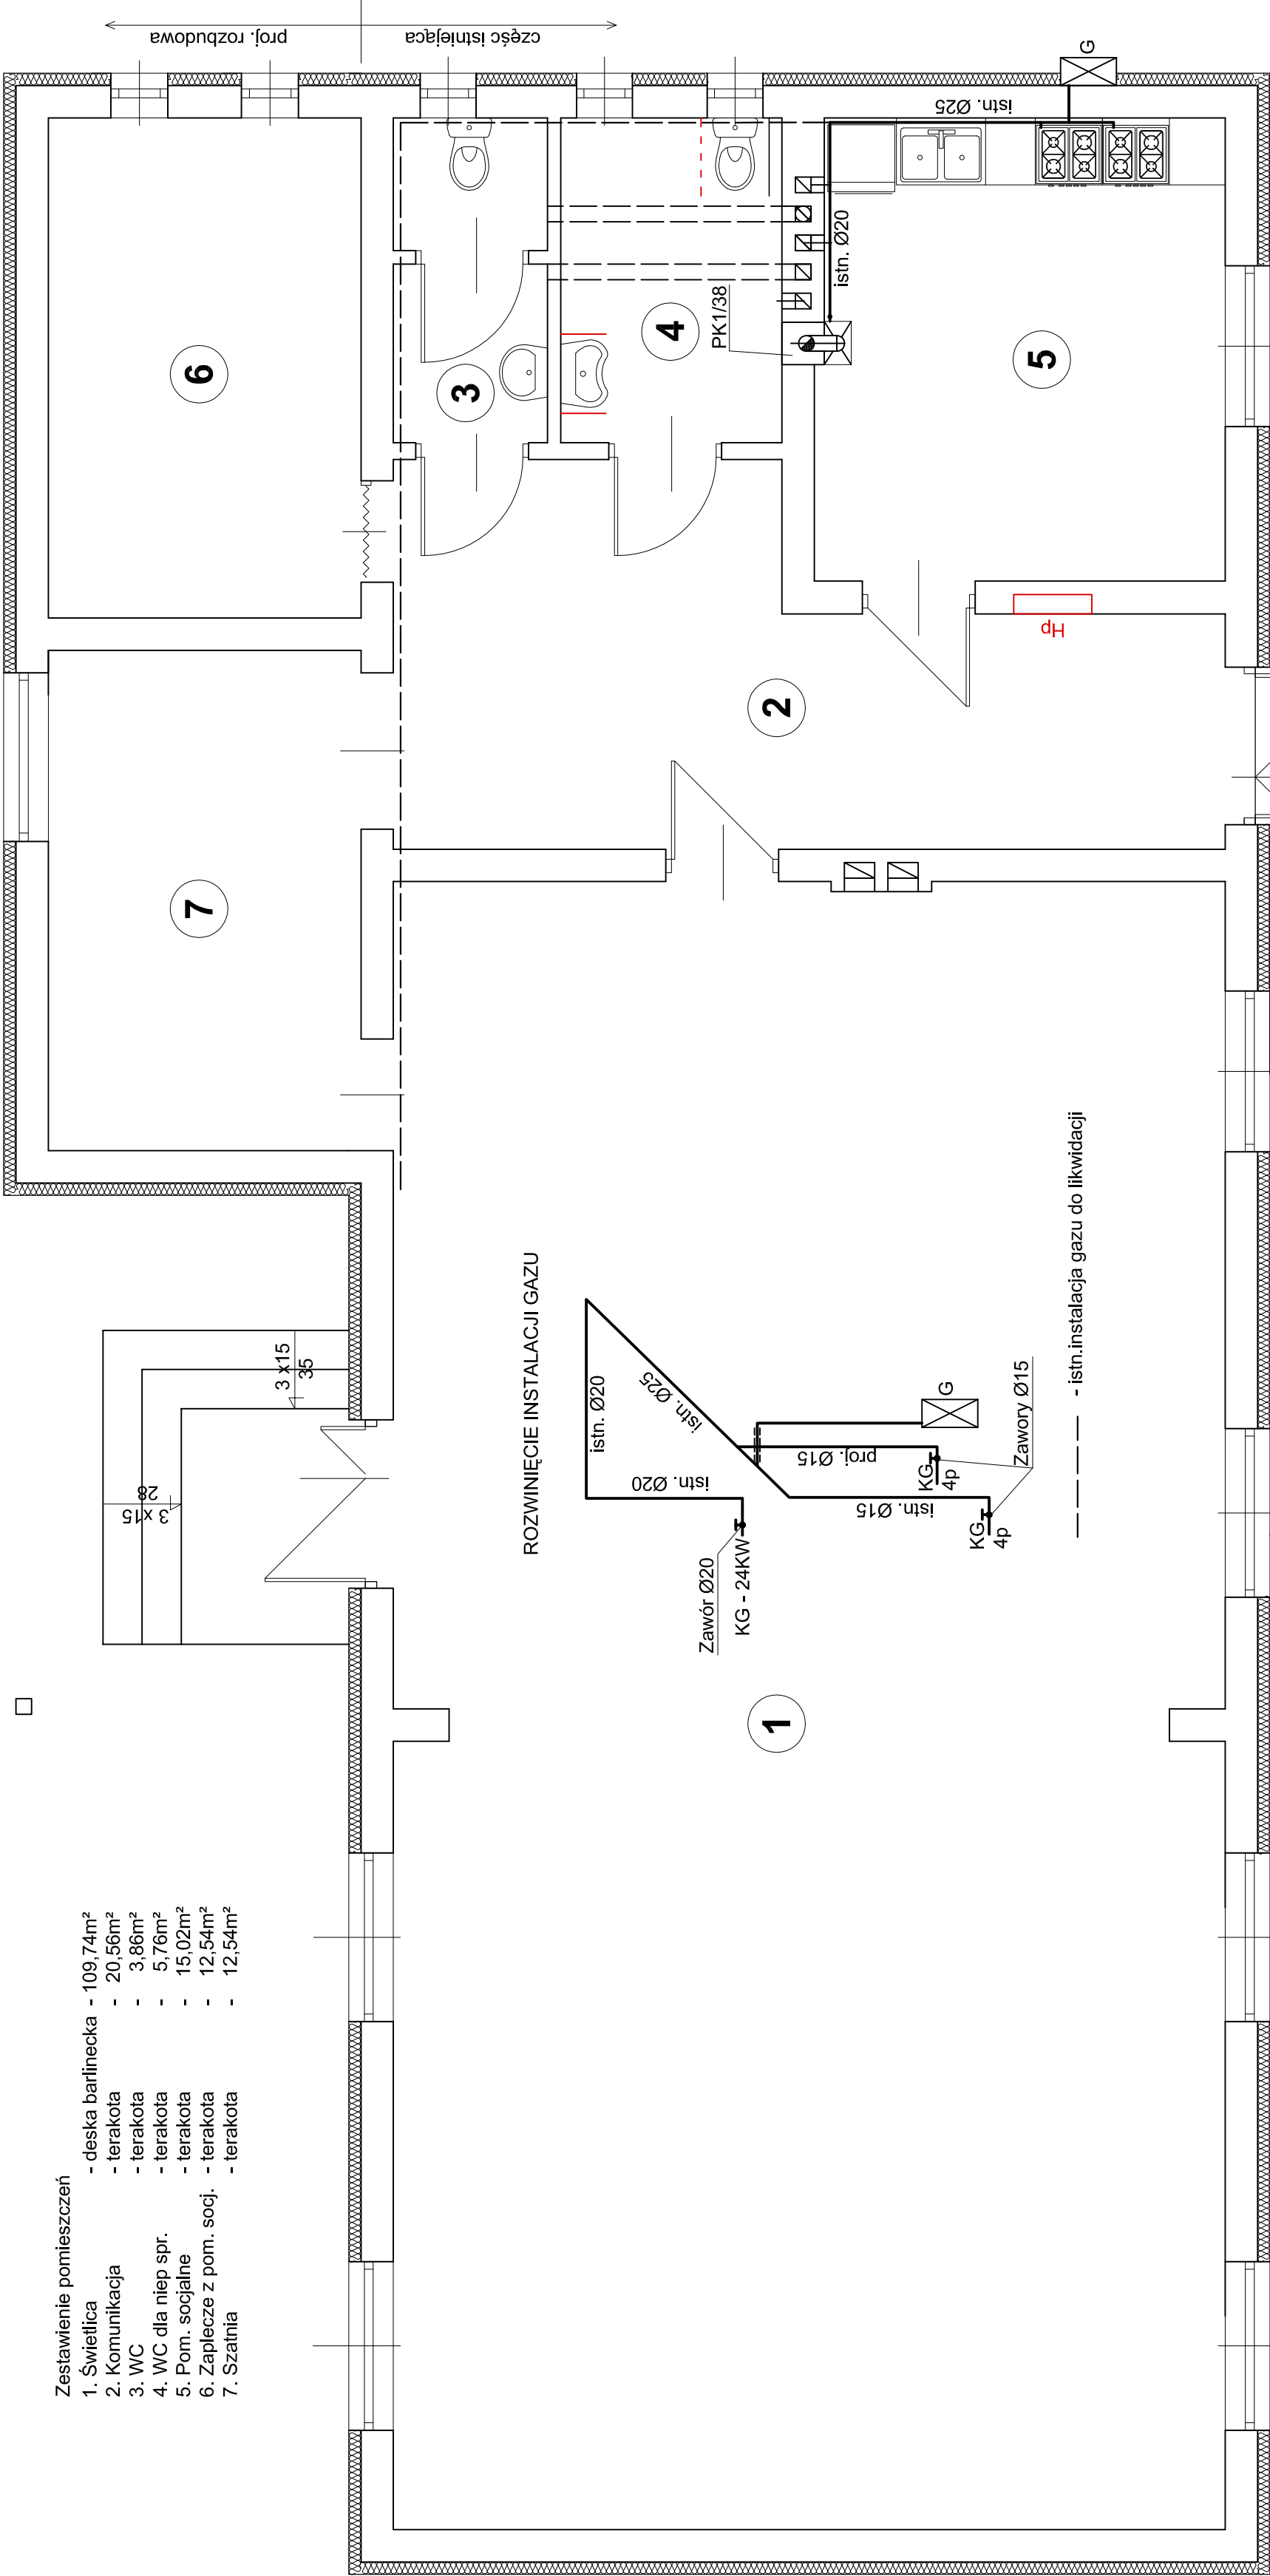 Zestawienie pomieszczeń
1. Świetlica - deska barlinecka - 109,74m²
2. Komunikacja - terakota - 20,56m²
3. WC - terakota - 3,86m²
4. WC dla niep spr. - terakota - 5,76m²
5. Pom. socjalne - terakota - 15,02m²
6. Zaplecze z pom. socj. - terakota - 12,54m²
7. Szatnia - terakota - 12,54m²
3 x15
28
3 x15
35
7
6
proj. rozbudowa
częśc istniejąca
3
4
PK1/38
istn. Ø20
istn. Ø25
G
5
Hp
2
1
ROZWINIĘCIE INSTALACJI GAZU
istn. Ø20
istn. Ø25
istn. Ø20
Zawór Ø20
KG - 24KW
proj. Ø15
istn. Ø15
G
KG
4p
KG
4p
Zawory Ø15
- istn.instalacja gazu do likwidacji